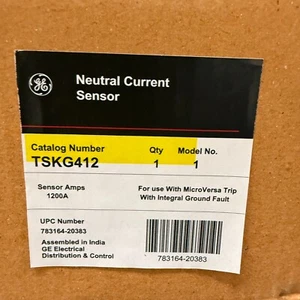 Neutral Current
Sensor
Catalog Number Qty Model No.
TSKG412 1 1
Sensor Amps For use With MicroVersa Trip
1200A With Integral Ground Fault
UPC Number
783164-20383
Assembled in India
GE Electrical
Distribution & Control
783164-20383